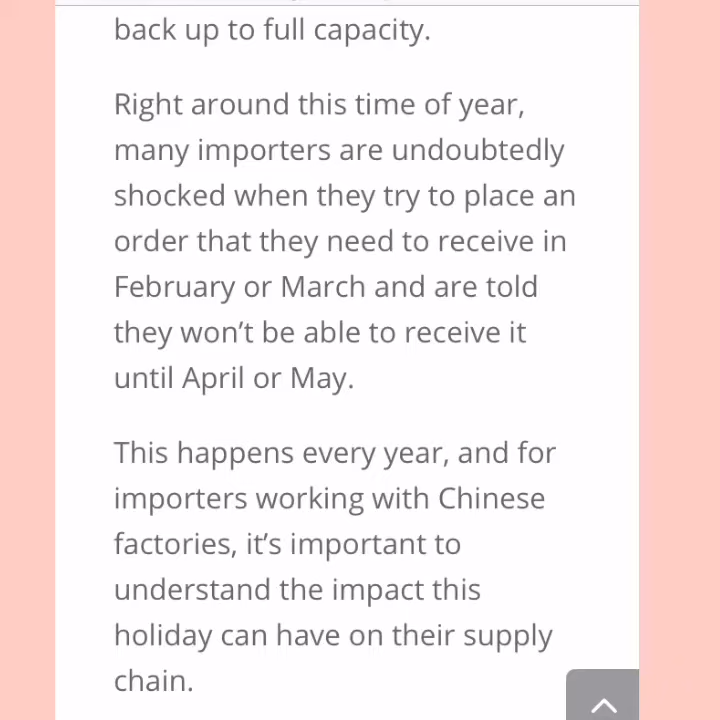 back up to full capacity.
Right around this time of year,
many importers are undoubtedly
shocked when they try to place an
order that they need to receive in
February or March and are told
they won’t be able to receive it
until April or May.
This happens every year, and for
importers working with Chinese
factories, it’s important to
understand the impact this
holiday can have on their supply
chain.